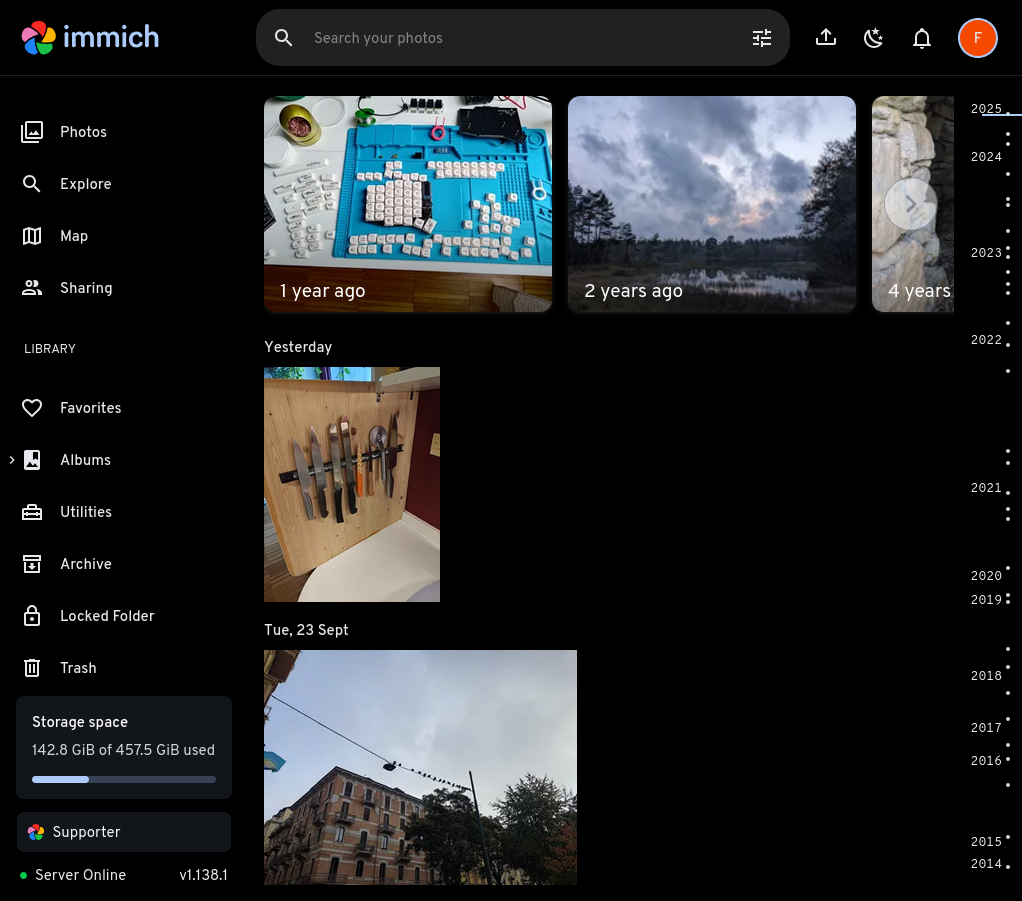 immich
Search your photos
F
Photos
Explore
Map
Sharing
LIBRARY
Favorites
Albums
Utilities
Archive
Locked Folder
Trash
Storage space
142.8 GiB of 457.5 GiB used
Supporter
Server Online v1.138.1
1 year ago
2 years ago
4 years
Yesterday
Tue, 23 Sept
2025
2024
2023
2022
2021
2020
2019
2018
2017
2016
2015
2014